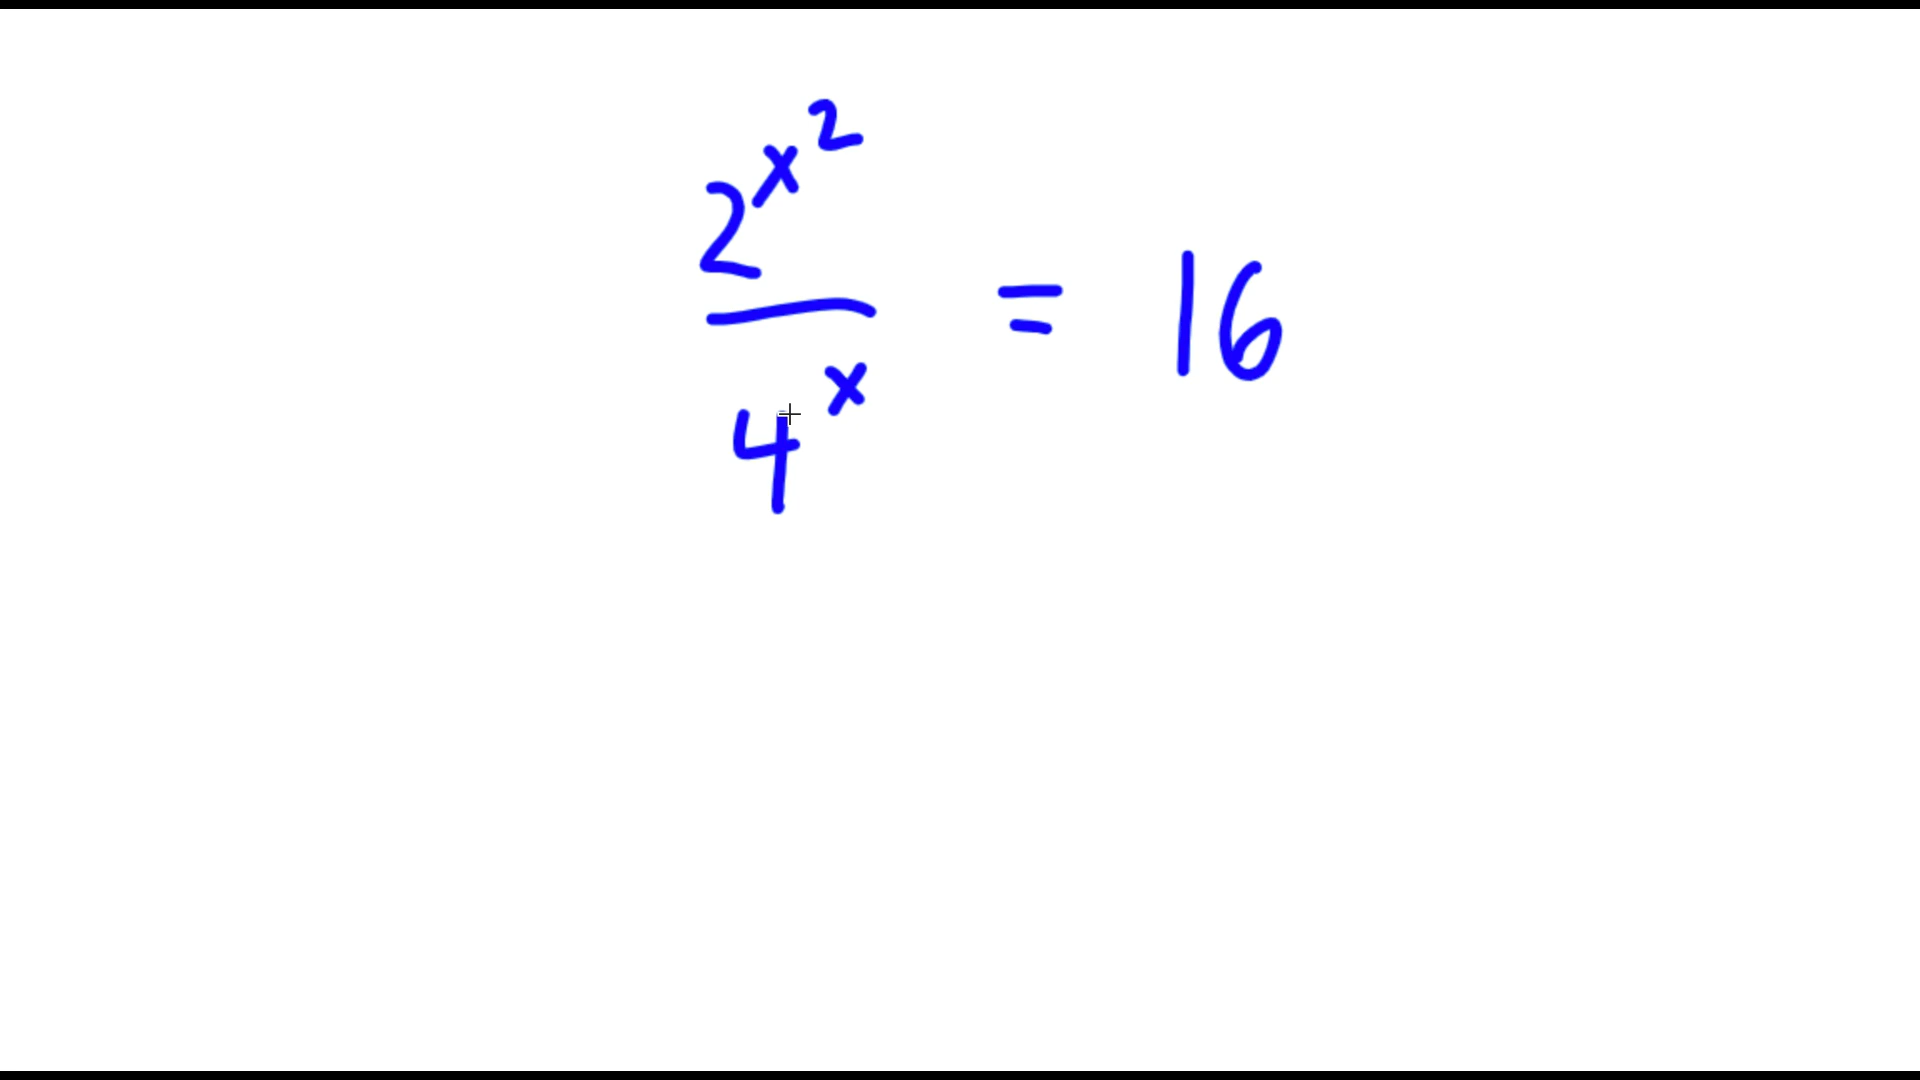 2^{x^2}
/ 4^x = 16